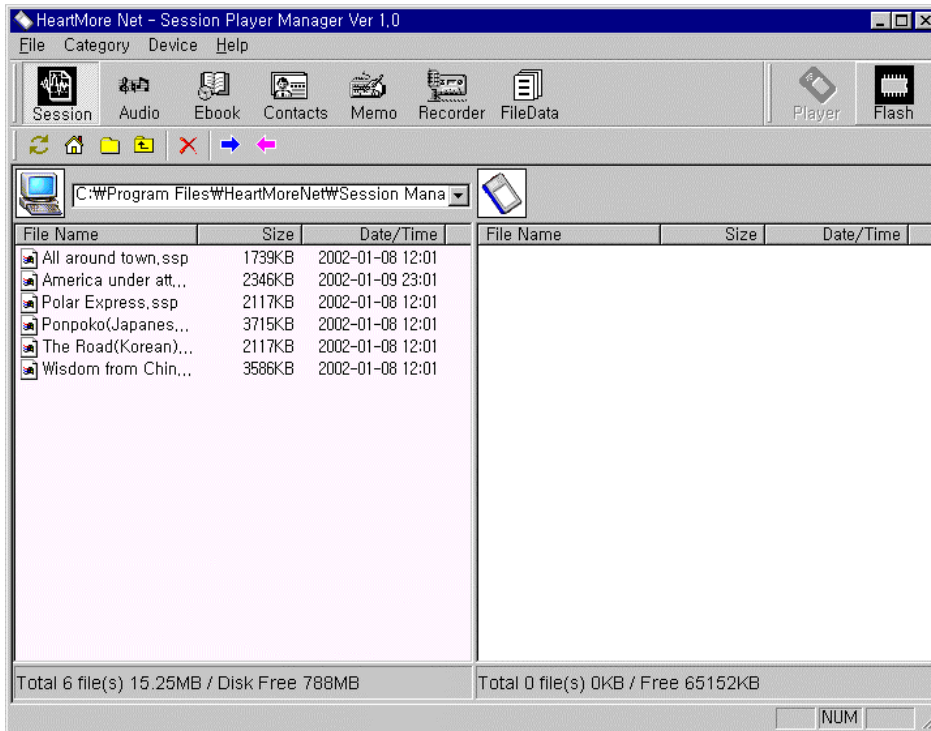 HeartMore Net - Session Player Manager Ver 1,0
File Category Device Help
Session Audio Ebook Contacts Memo Recorder FileData Player Flash
C:₩Program Files₩HeartMoreNet₩Session Mana
File Name Size Date/Time File Name Size Date/Time
All around town,ssp 1739KB 2002-01-08 12:01
America under att,,, 2346KB 2002-01-09 23:01
Polar Express,ssp 2117KB 2002-01-08 12:01
Ponpoko(Japanes,,, 3715KB 2002-01-08 12:01
The Road(Korean),,, 2117KB 2002-01-08 12:01
Wisdom from Chin,,, 3586KB 2002-01-08 12:01
Total 6 file(s) 15.25MB / Disk Free 788MB Total 0 file(s) 0KB / Free 65152KB
NUM